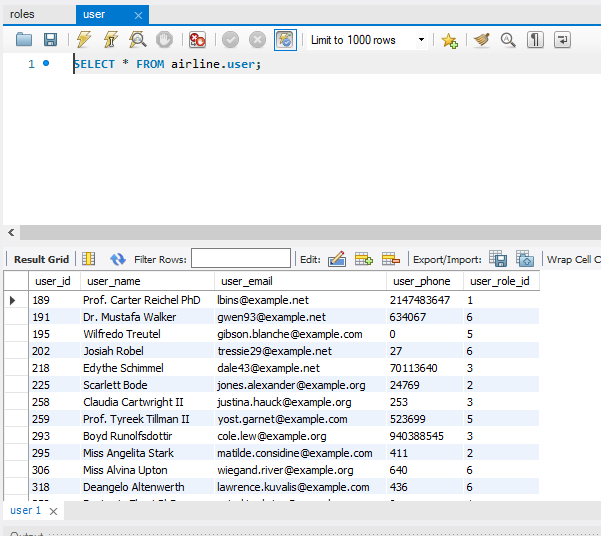 roles user
Limit to 1000 rows
1 SELECT * FROM airline.user;
Result Grid Filter Rows: Edit: Export/Import: Wrap Cell C
user_id user_name user_email user_phone user_role_id
189 Prof. Carter Reichel PhD lbins@example.net 2147483647 1
191 Dr. Mustafa Walker gwen93@example.net 634067 6
195 Wilfredo Treutel gibson.blanche@example.com 0 5
202 Josiah Robel tressie29@example.net 27 6
218 Edythe Schimmel dale43@example.net 70113640 3
225 Scarlett Bode jones.alexander@example.org 24769 2
258 Claudia Cartwright II justina.hauck@example.org 253 3
259 Prof. Tyreek Tillman II yost.garnet@example.com 523699 5
293 Boyd Runolfsdottir cole.lew@example.org 940388545 3
295 Miss Angelita Stark matilde.considine@example.com 411 2
306 Miss Alvina Upton wiegand.river@example.org 640 6
318 Deangelo Altenwerth lawrence.kuvalis@example.com 436 6
user 1
Output